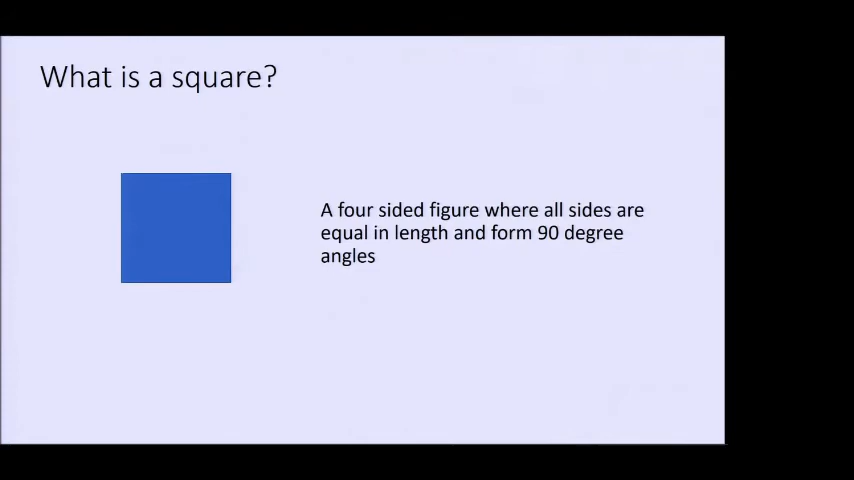 What is a square?
A four sided figure where all sides are
equal in length and form 90 degree
angles